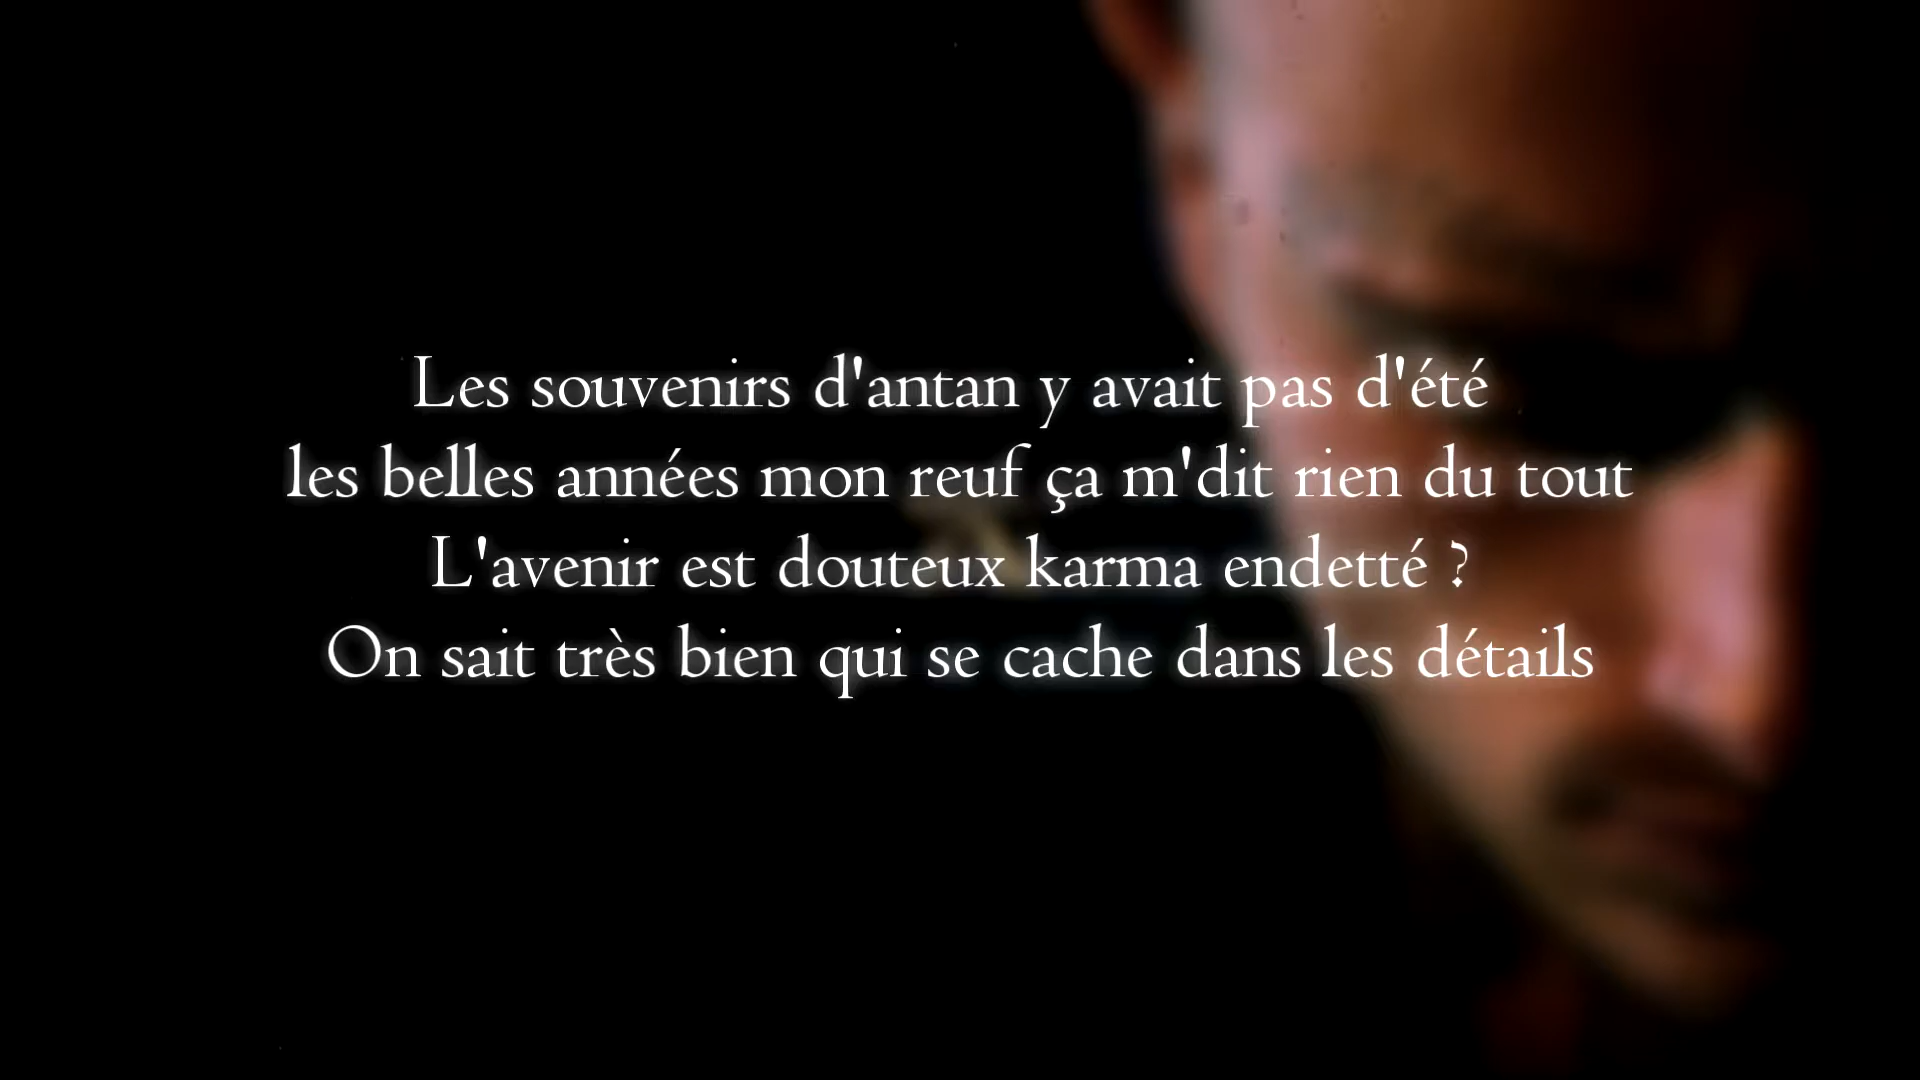 Les souvenirs d'antan y avait pas d'été
les belles années mon reuf ça m'dit rien du tout
L'avenir est douteux karma endetté ?
On sait très bien qui se cache dans les détails